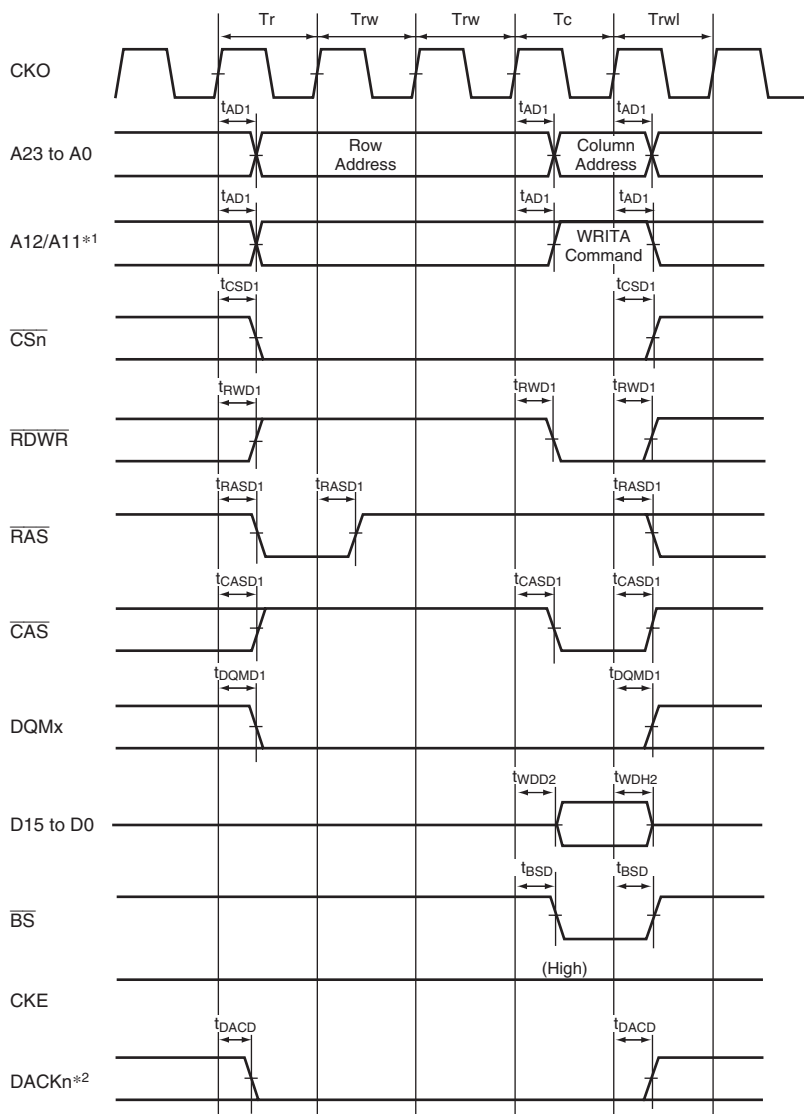 Tr Trw Trw Tc Trwl
CKO
tAD1 tAD1 tAD1
A23 to A0
Row Address
Column Address
tAD1 tAD1 tAD1
A12/A11*1
WRITA Command
tCSD1 tCSD1
CSn
tRWD1 tRWD1 tRWD1
RDWR
tRASD1 tRASD1 tRASD1
RAS
tCASD1 tCASD1 tCASD1
CAS
tDQMD1 tDQMD1
DQMx
tWDD2 tWDH2
D15 to D0
tBSD tBSD
BS
(High)
CKE
tDACD tDACD
DACKn*2